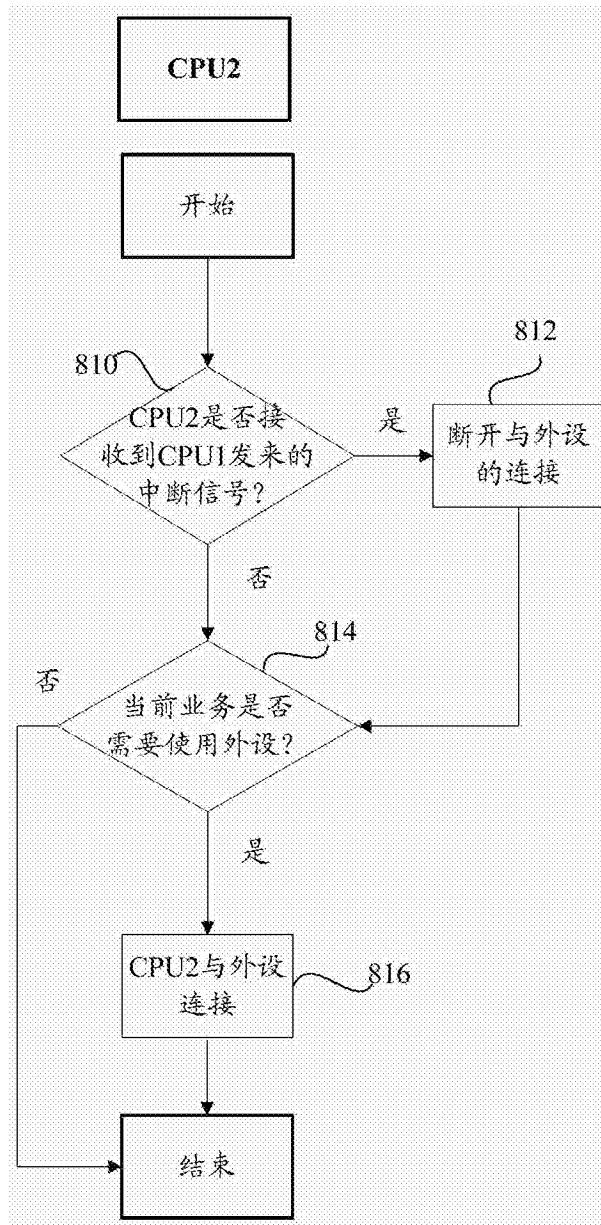 CPU2
开始
810
CPU2是否接
收到CPU1发来的
中断信号？
是
812
断开与外设
的连接
否
814
否
当前业务是否
需要使用外设？
是
CPU2与外设
连接
816
结束